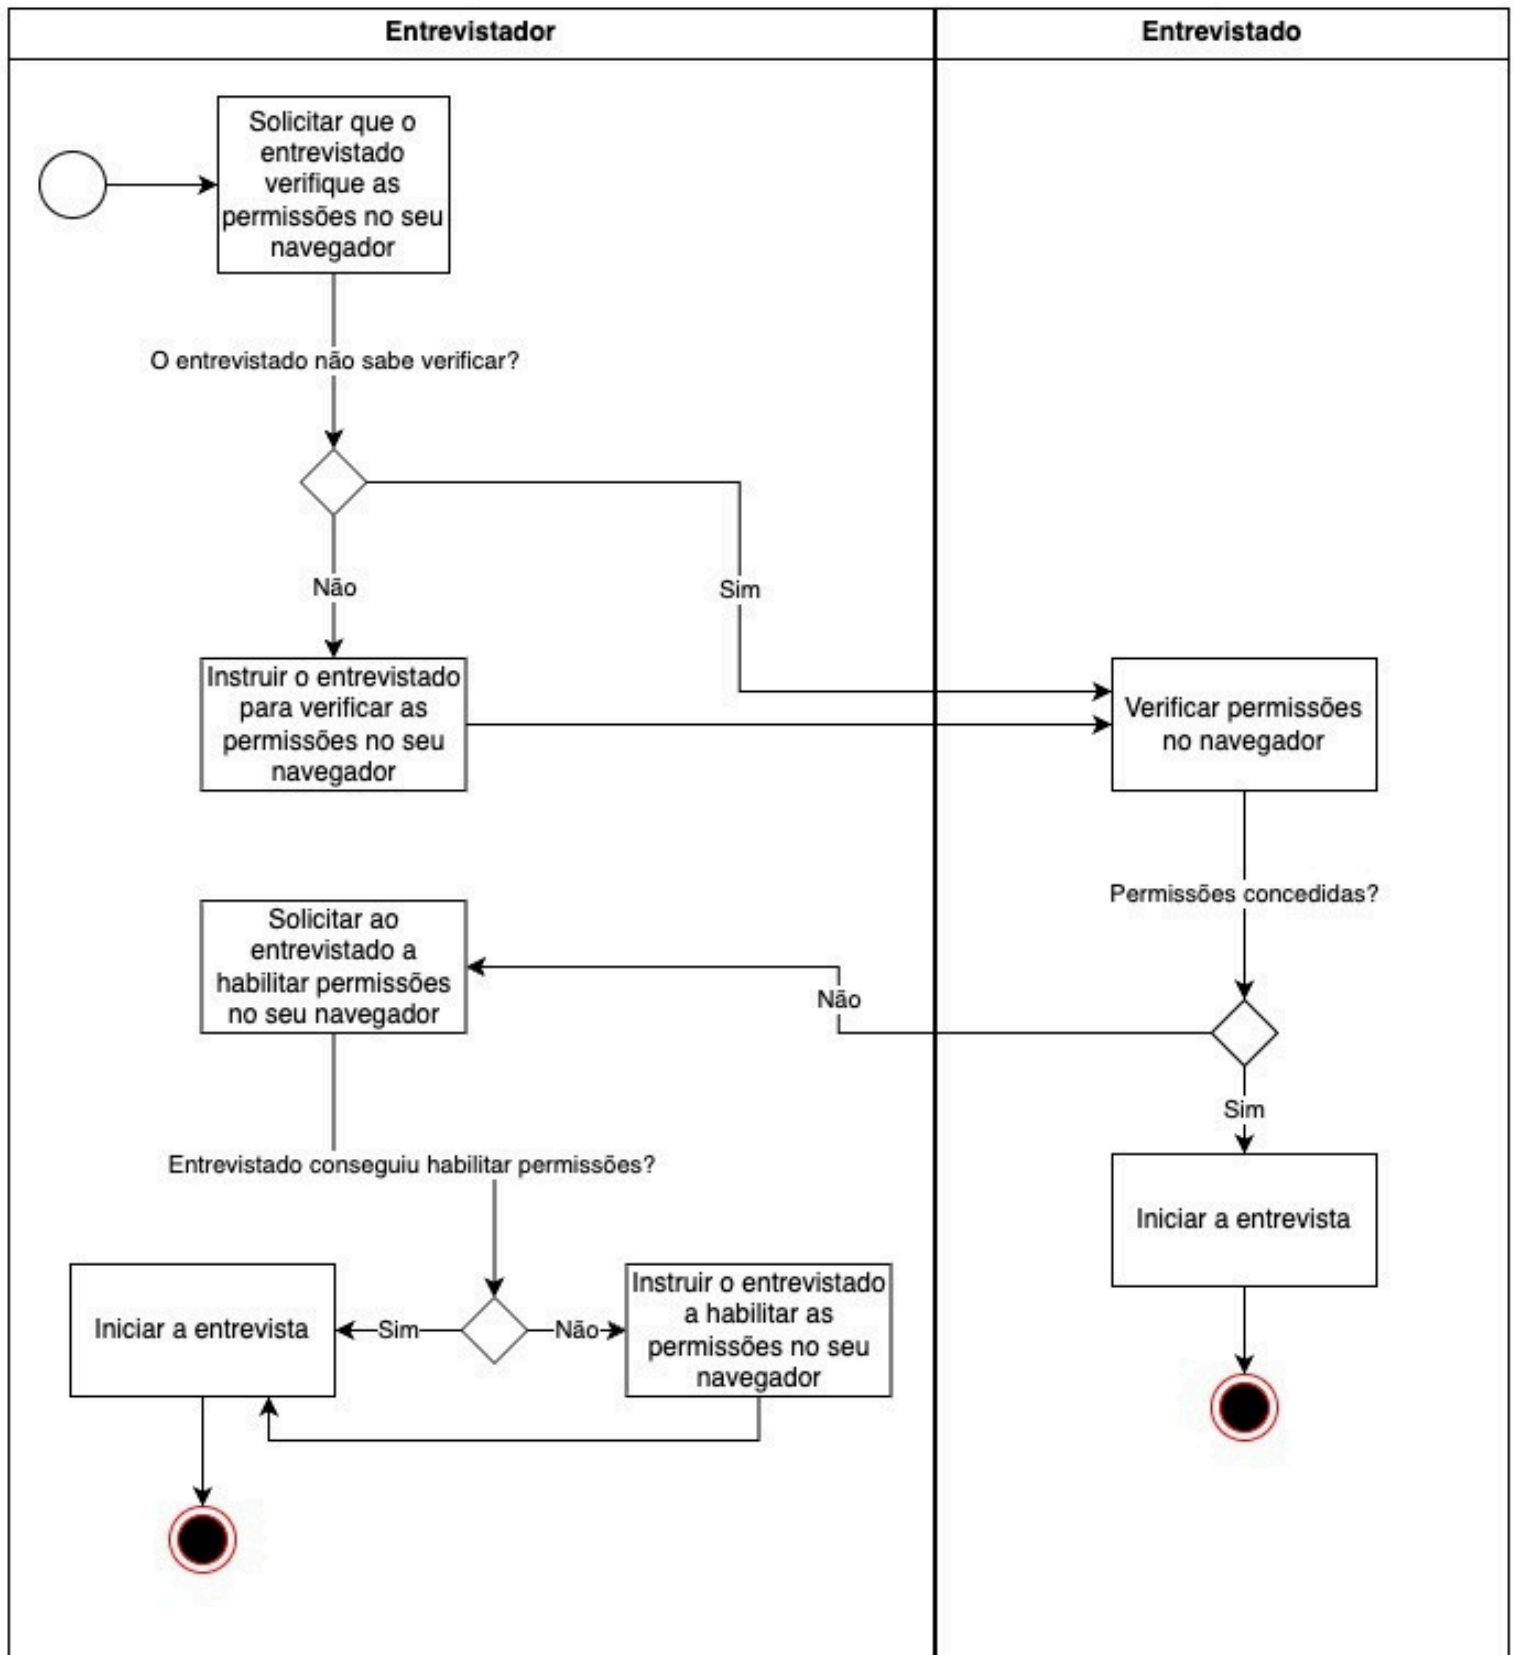 Entrevistador
Entrevistado
Solicitar que o
entrevistado
verifique as
permissões no seu
navegador
O entrevistado não sabe verificar?
Não
Sim
Instruir o entrevistado
para verificar as
permissões no seu
navegador
Verificar permissões
no navegador
Permissões concedidas?
Solicitar ao
entrevistado a
habilitar permissões
no seu navegador
Não
Sim
Entrevistado conseguiu habilitar permissões?
Iniciar a entrevista
Iniciar a entrevista
Sim
Não
Instruir o entrevistado
a habilitar as
permissões no seu
navegador